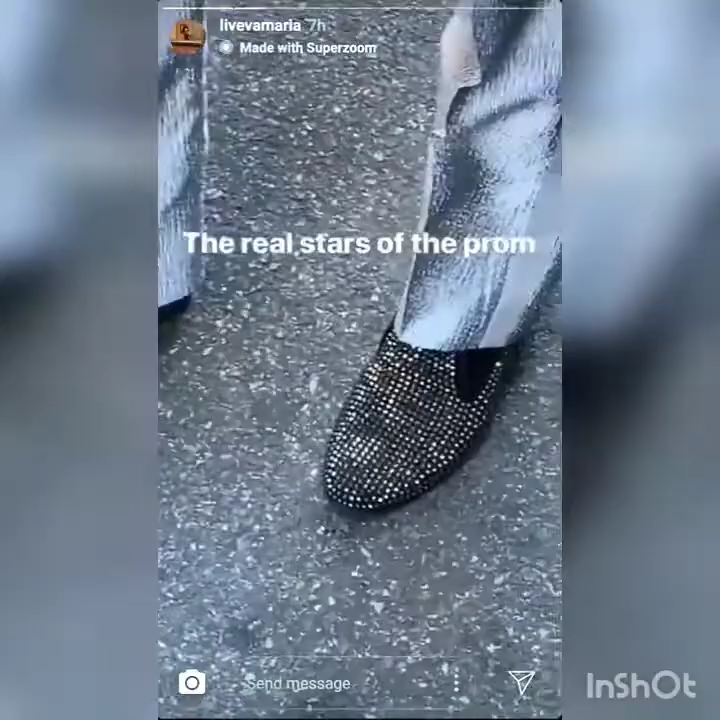 livevamaria 7h
Made with Superzoom
The real stars of the prom
Send message
InShOt